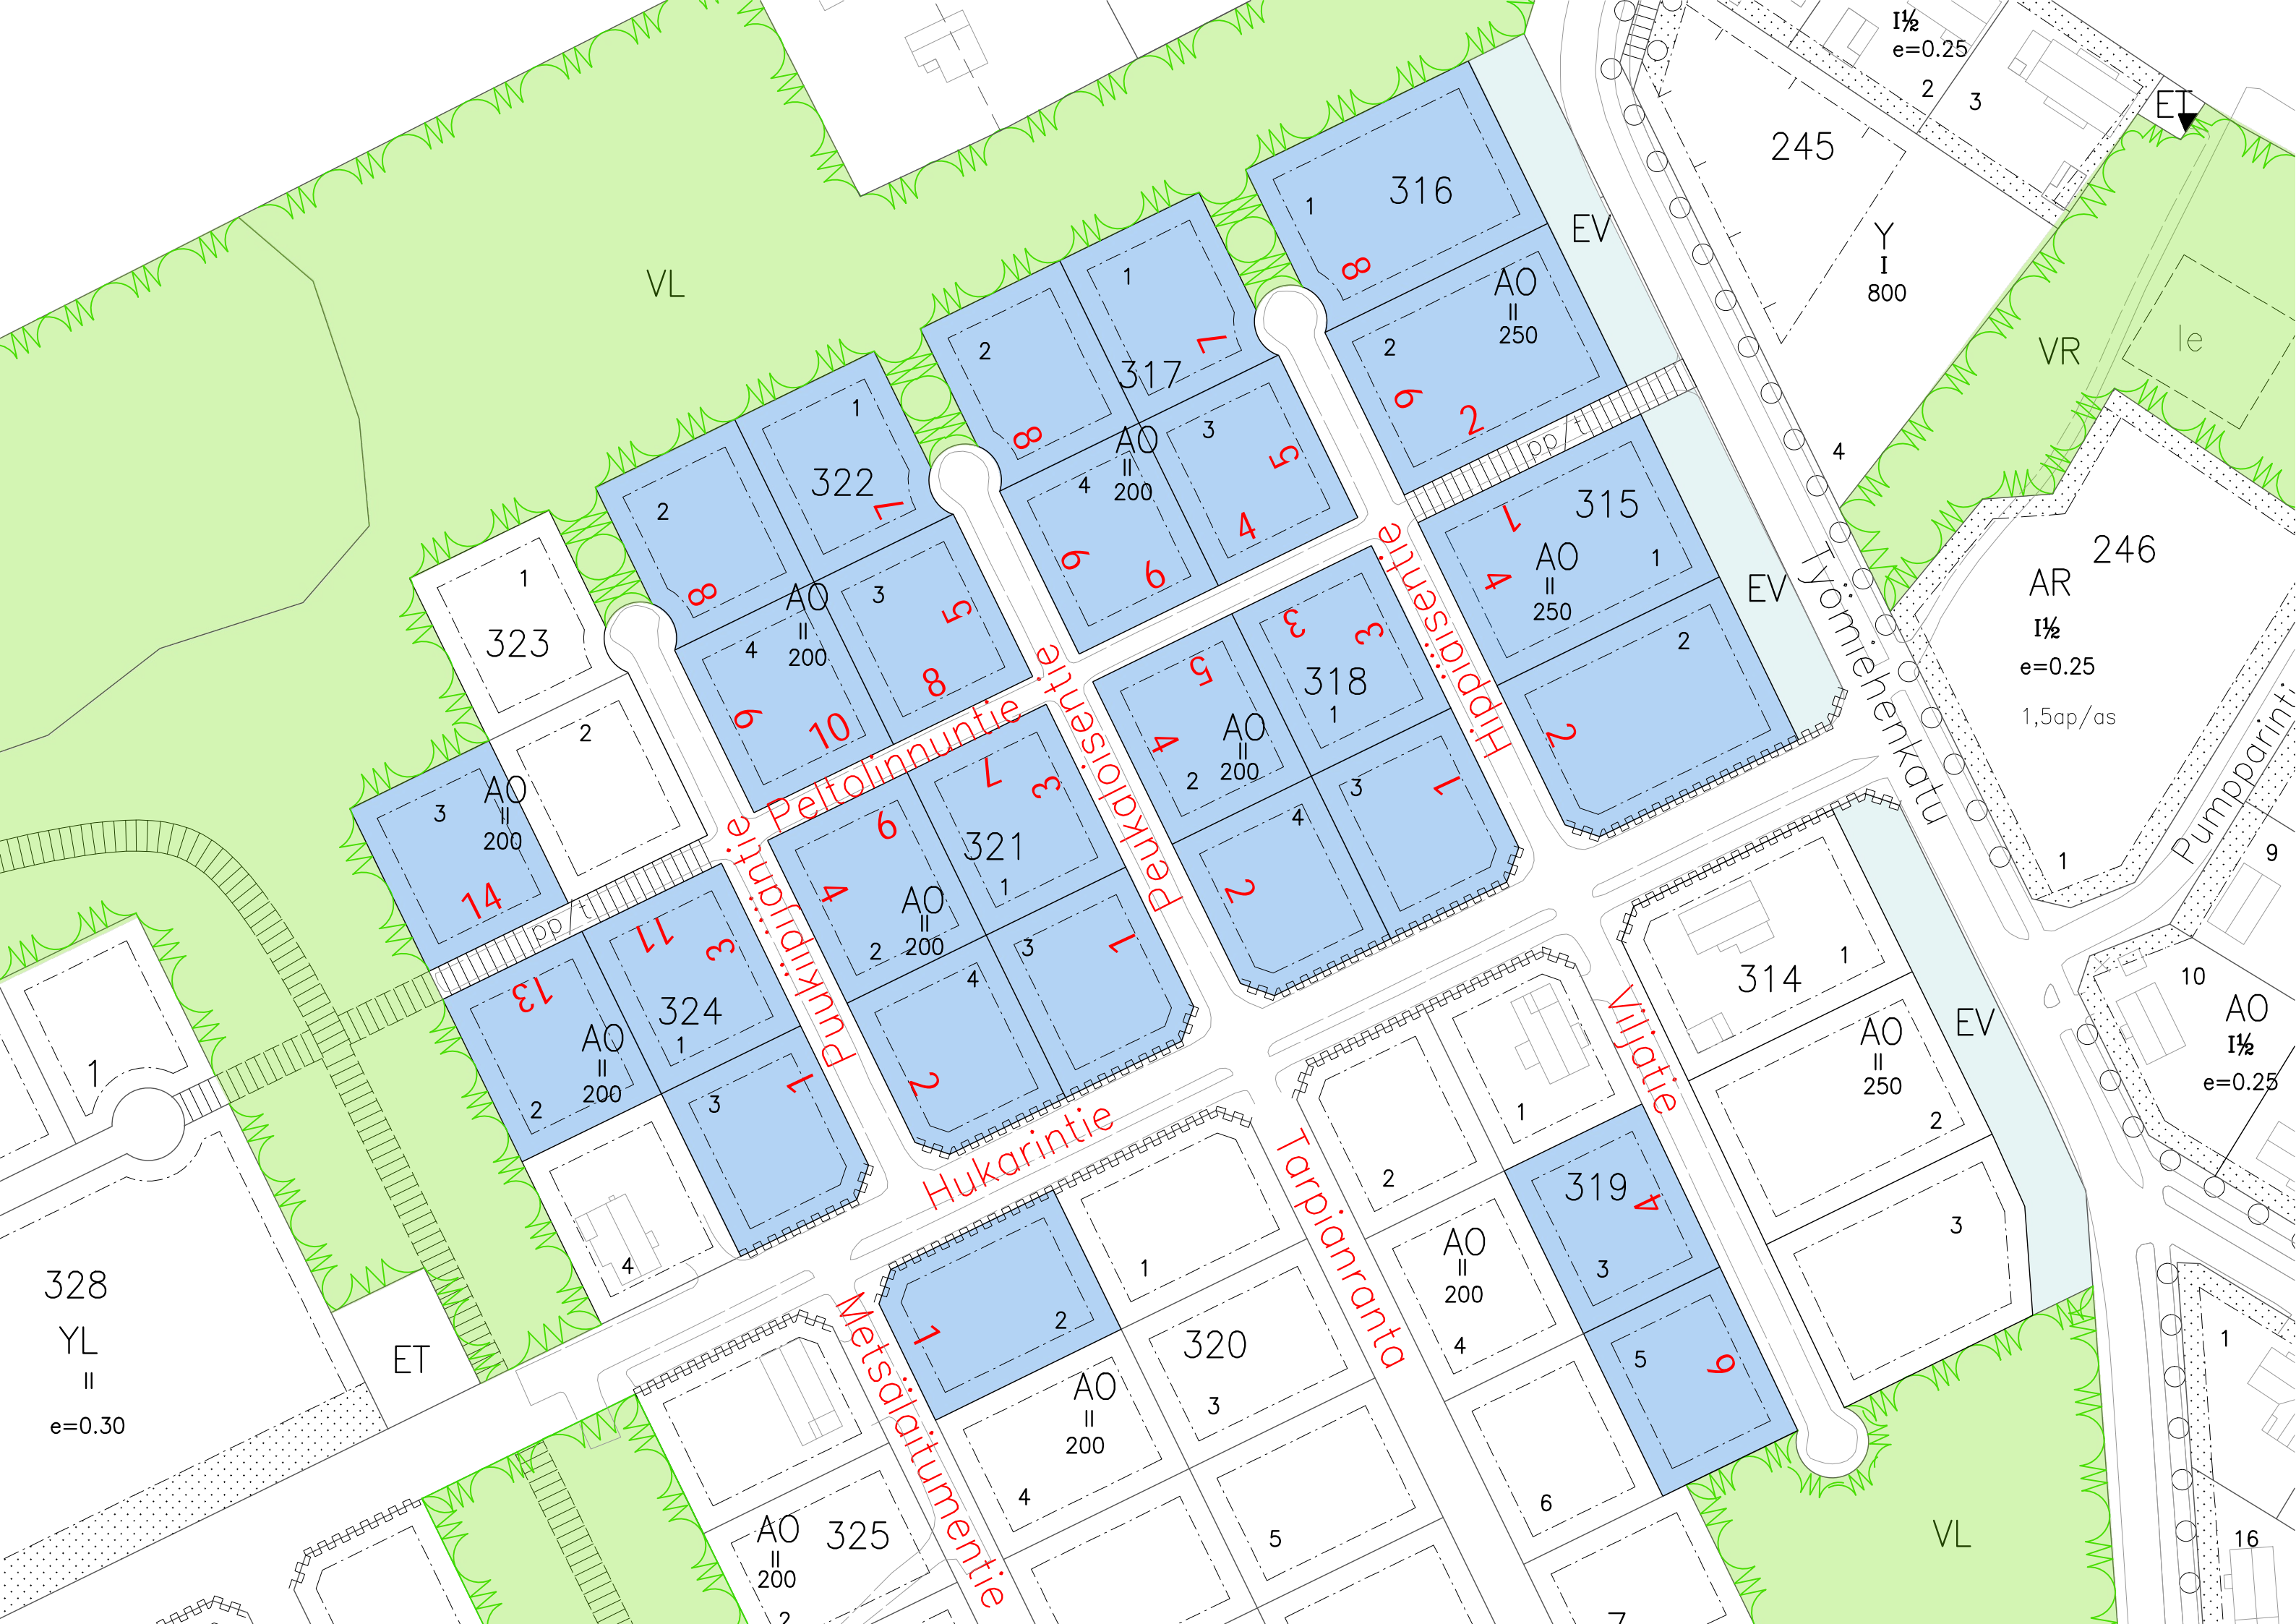 I½
e=0.25
2
3
ET
245
Y
I
800
4
VL
316
1
8
EV
AO
II
250
2
6
2
pp/t
1
7
2
317
8
AO
II
200
3
5
4
4
6
6
VR
le
246
AR
I½
e=0.25
1,5ap/as
1
1
322
7
2
8
AO
II
200
3
5
8
4
6
10
315
1
AO
II
250
4
1
EV
2
2
Työmiehenkatu
Pumpparintie
Hippiäisentie
3
3
318
1
5
4
AO
II
200
2
3
1
4
2
1
323
2
3
AO
II
200
14
pp/t
Peltolinnuntie
Peukaloisentie
7
3
321
1
6
4
AO
II
200
2
3
1
4
2
Puukiipijäntie
11
3
324
1
13
AO
II
200
2
3
1
4
Hukarintie
9
10
AO
I½
e=0.25
314
1
EV
AO
II
250
2
3
Viljatie
1
2
319
4
3
AO
II
200
4
5
6
6
7
Tarpianranta
1
2
1
320
AO
II
200
3
4
5
Metsälaitumentie
325
AO
II
200
2
1
328
YL
II
e=0.30
ET
VL
1
16